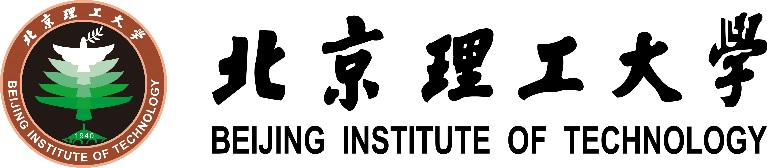 北京理工大学
BEIJING INSTITUTE OF TECHNOLOGY
1940
北京理工大學
BEIJING INSTITUTE OF TECHNOLOGY